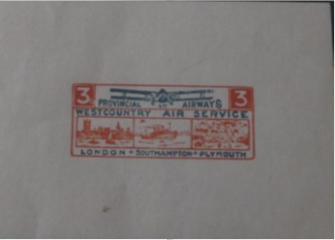 3 3
PROVINCIAL AIRWAYS
WESTCOUNTRY AIR SERVICE
LONDON • SOUTHAMPTON • PLYMOUTH